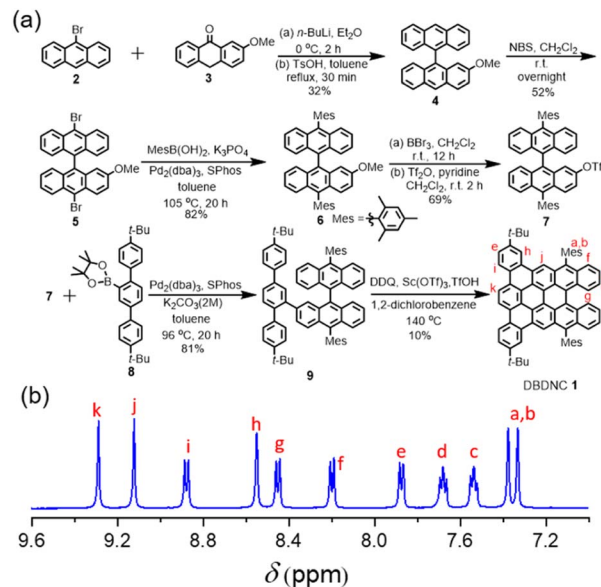 (a)
Br
2
+
O
OMe
3
(a) n-BuLi, Et₂O
0 °C, 2 h
(b) TsOH, toluene
reflux, 30 min
32%
OMe
4
NBS, CH₂Cl₂
r.t.
overnight
52%
Br
OMe
Br
5
MesB(OH)₂, K₃PO₄
Pd₂(dba)₃, SPhos
toluene
105 °C, 20 h
82%
Mes
OMe
Mes
6
Mes =
(a) BBr₃, CH₂Cl₂
r.t., 12 h
(b) Tf₂O, pyridine
CH₂Cl₂, r.t. 2 h
69%
Mes
OTf
Mes
7
7 +
O
B
O
t-Bu
t-Bu
8
Pd₂(dba)₃, SPhos
K₂CO₃(2M)
toluene
96 °C, 20 h
81%
t-Bu
Mes
Mes
t-Bu
9
DDQ, Sc(OTf)₃,TfOH
1,2-dichlorobenzene
140 °C
10%
t-Bu
e h j a,b
Mes f
i
k g
Mes
t-Bu
DBDNC 1
(b)
k j i h g f e d c a,b
9.6 9.2 8.8 8.4 8.0 7.6 7.2
δ (ppm)